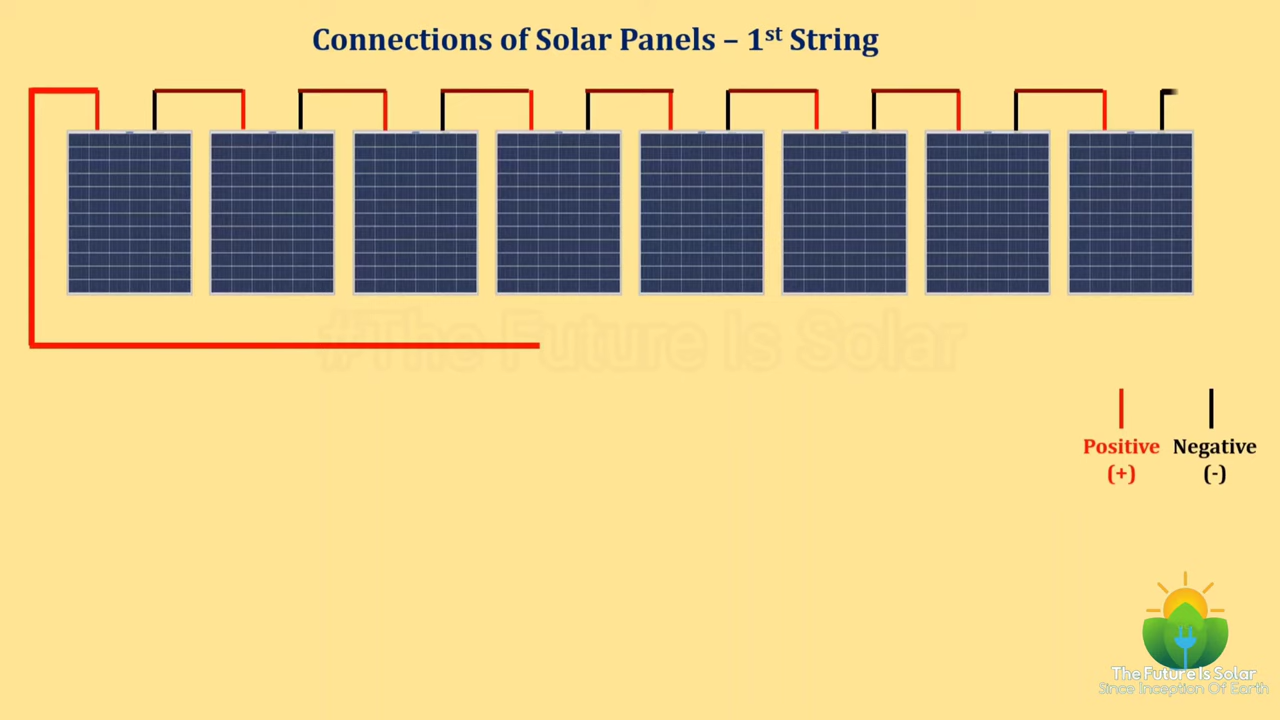 Connections of Solar Panels – 1st String
#The Future Is Solar
Positive Negative
(+) (-)
The Future Is Solar
Since Inception Of Earth